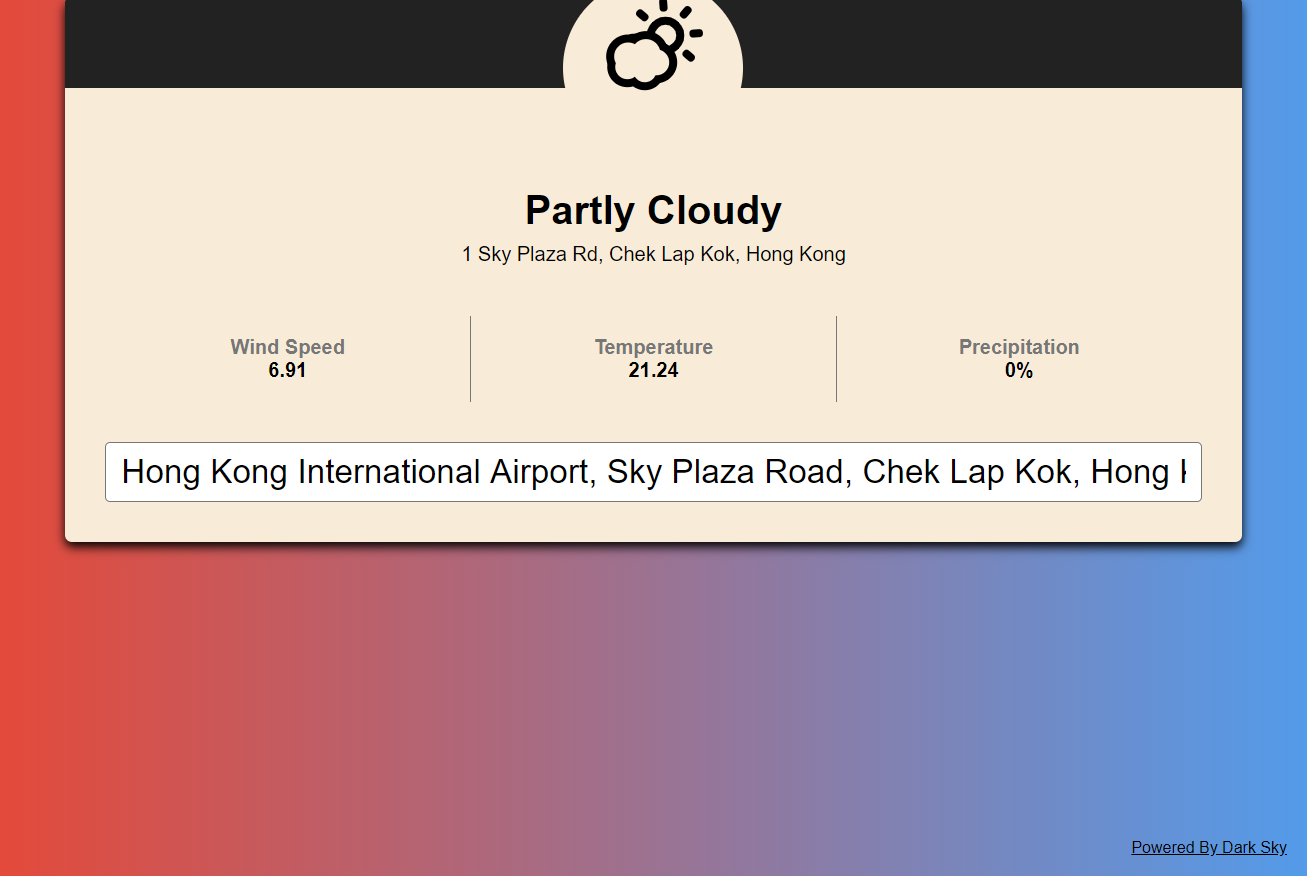 Partly Cloudy
1 Sky Plaza Rd, Chek Lap Kok, Hong Kong
Wind Speed
6.91
Temperature
21.24
Precipitation
0%
Hong Kong International Airport, Sky Plaza Road, Chek Lap Kok, Hong
Powered By Dark Sky